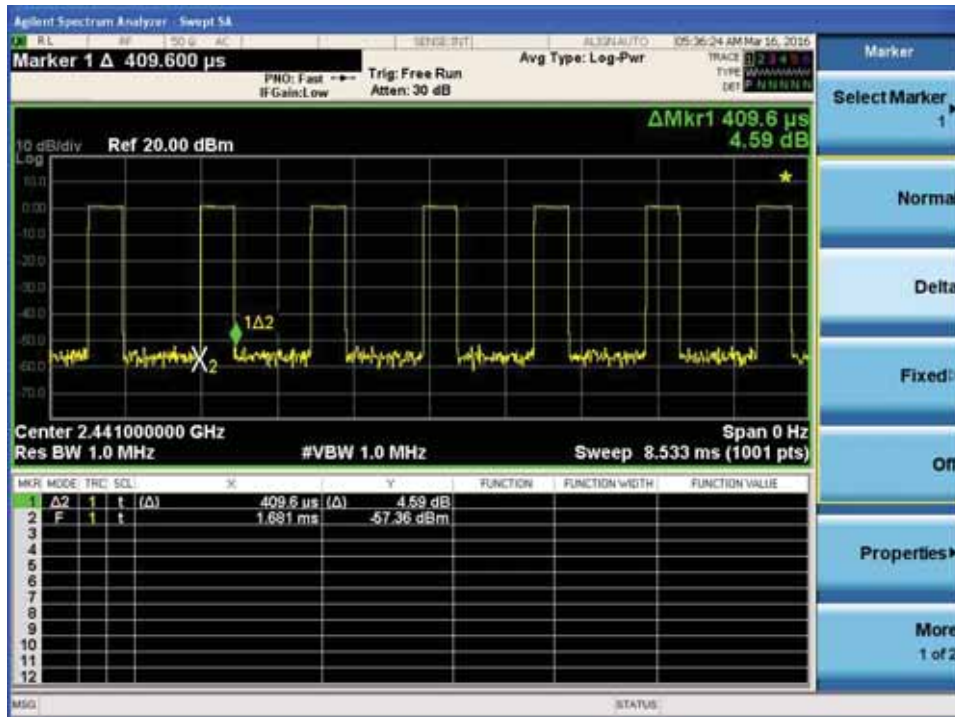 Agilent Spectrum Analyzer - Swept SA
RL RF 50 Ω AC SENSE:INT ALIGN AUTO 05:36:24 AM Mar 16, 2016
Marker 1 Δ 409.600 µs
PNO: Fast
IFGain:Low
Trig: Free Run
Atten: 30 dB
Avg Type: Log-Pwr
TRACE 1 2 3 4 5 6
TYPE
DET P N N N N N
Marker
Select Marker
1
Normal
Delta
Fixed
Off
Properties
More
1 of 2
ΔMkr1 409.6 µs
4.59 dB
10 dB/div Ref 20.00 dBm
Log
10.0
0.00
-10.0
-20.0
-30.0
-40.0
-50.0
-60.0
-70.0
1Δ2
2
Center 2.441000000 GHz Span 0 Hz
Res BW 1.0 MHz #VBW 1.0 MHz Sweep 8.533 ms (1001 pts)
MKR MODE TRC SCL X Y FUNCTION FUNCTION WIDTH FUNCTION VALUE
1 Δ2 1 t (Δ) 409.6 µs (Δ) 4.59 dB
2 F 1 t 1.681 ms -57.36 dBm
3
4
5
6
7
8
9
10
11
12
MSG STATUS